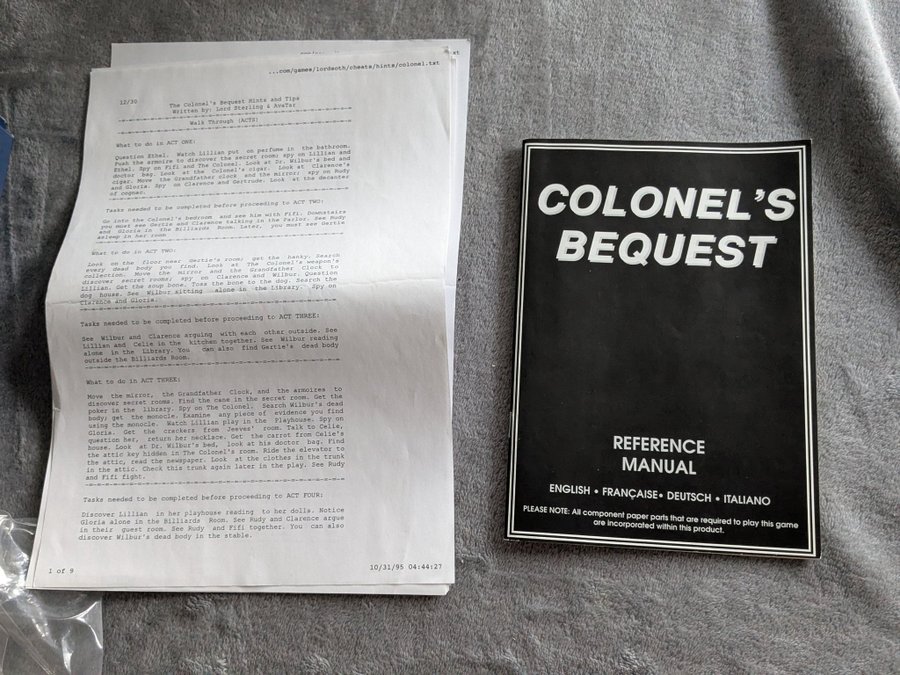 ...com/games/lordsoth/cheats/hints/colonel.txt
12/30
The Colonel's Bequest Hints and Tips
Written by: Lord Sterling & AvaTar
-=-=-=-=-=-=-=-=-=-=-=-=-=-=-=-=-=-=-=-=-=-=-
Walk Through (ACTS)
-=-=-=-=-=-=-=-=-=-=-=-=-=-=-=-=-=-=-=-=-=-=-
What to do in ACT ONE:
Question Ethel. Watch Lillian put on perfume in the bathroom.
Push the armoire to discover the secret room; spy on Lillian and
Ethel. Spy on Fifi and The Colonel. Look at Dr. Wilbur's bed and
doctor bag. Look at the Colonel's cigar. Look at Clarence's
cigar. Move the Grandfather clock and the mirror; spy on Rudy
and Gloria. Spy on Clarence and Gertrude. Look at the decanter
of cognac.
-=-=-=-=-=-=-=-=-=-=-=-=-=-=-=-=-=-=-=-=-=-=-
Tasks needed to be completed before proceeding to ACT TWO:
Go into the Colonel's bedroom and see him with Fifi. Downstairs
you must see Gertie and Clarence talking in the Parlor. See Rudy
and Gloria in the Billiards Room. Later, you must see Gertie
asleep in her room
-=-=-=-=-=-=-=-=-=-=-=-=-=-=-=-=-=-=-=-=-=-=-
What to do in ACT TWO:
Look on the floor near Gertie's room; get the hanky. Search
every dead body you find. Look at The Colonel's weapon's
collection. Move the mirror and the Grandfather Clock to
discover secret rooms; spy on Clarence and Wilbur. Question
Lillian. Get the soup bone. Toss the bone to the dog. Search the
dog house. See Wilbur sitting alone in the Library. Spy on
Clarence and Gloria.
-=-=-=-=-=-=-=-=-=-=-=-=-=-=-=-=-=-=-=-=-=-=-
Tasks needed to be completed before proceeding to ACT THREE:
See Wilbur and Clarence arguing with each other outside. See
Lillian and Celie in the kitchen together. See Wilbur reading
alone in the Library. You can also find Gertie's dead body
outside the Billiards Room.
-=-=-=-=-=-=-=-=-=-=-=-=-=-=-=-=-=-=-=-=-=-=-
What to do in ACT THREE:
Move the mirror, the Grandfather Clock, and the armoires to
discover secret rooms. Find the cane in the secret room. Get the
poker in the library. Spy on The Colonel. Search Wilbur's dead
body; get the monocle. Examine any piece of evidence you find
using the monocle. Watch Lillian play in the Playhouse. Spy on
Gloria. Get the crackers from Jeeves' room. Talk to Celie,
question her, return her necklace. Get the carrot from Celie's
house. Look at Dr. Wilbur's bed, look at his doctor bag. Find
the attic key hidden in The Colonel's room. Ride the elevator to
the attic, read the newspaper. Look at the clothes in the trunk
in the attic. Check this trunk again later in the play. See Rudy
and Fifi fight.
-=-=-=-=-=-=-=-=-=-=-=-=-=-=-=-=-=-=-=-=-=-=-
Tasks needed to be completed before proceeding to ACT FOUR:
Discover Lillian in her playhouse reading to her dolls. Notice
Gloria alone in the Billiards Room. See Rudy and Clarence argue
in their guest room. See Rudy and Fifi together. You can also
discover Wilbur's dead body in the stable.
1 of 9
10/31/95 04:44:27
COLONEL'S
BEQUEST
REFERENCE
MANUAL
ENGLISH • FRANÇAISE • DEUTSCH • ITALIANO
PLEASE NOTE: All component paper parts that are required to play this game
are incorporated within this product.